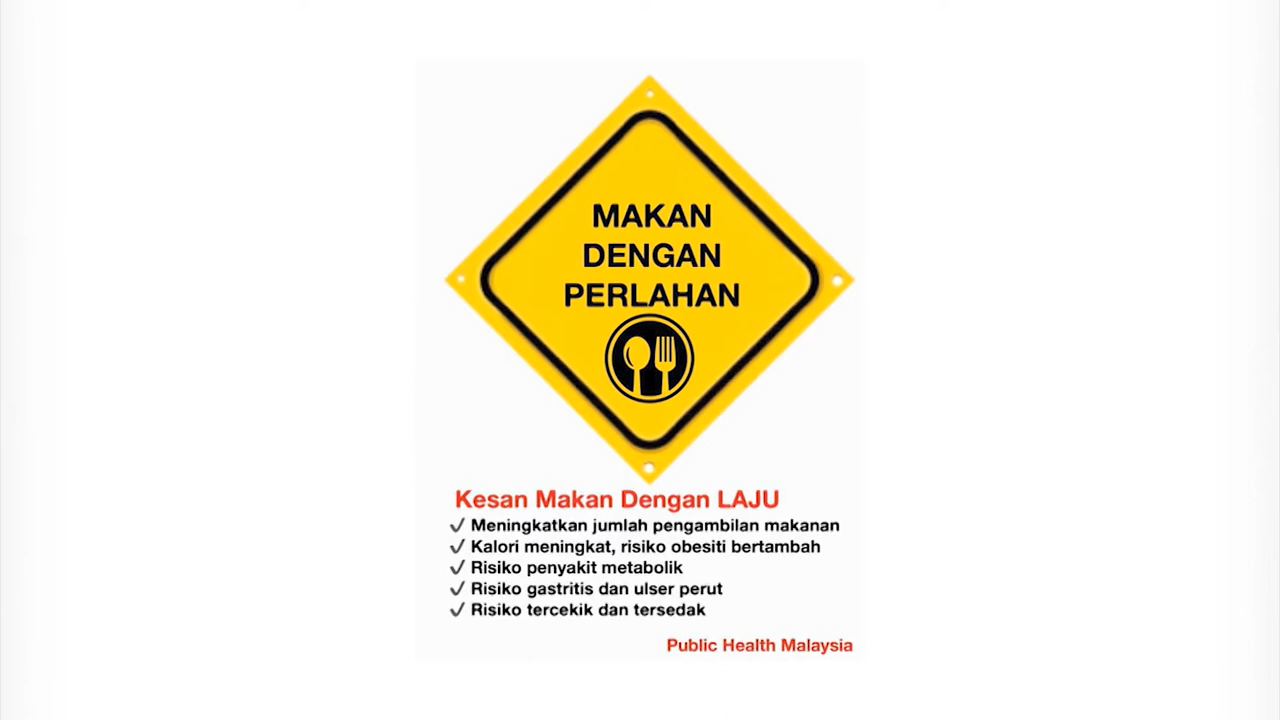 MAKAN
DENGAN
PERLAHAN
Kesan Makan Dengan LAJU
✓ Meningkatkan jumlah pengambilan makanan
✓ Kalori meningkat, risiko obesiti bertambah
✓ Risiko penyakit metabolik
✓ Risiko gastritis dan ulser perut
✓ Risiko tercekik dan tersedak
Public Health Malaysia